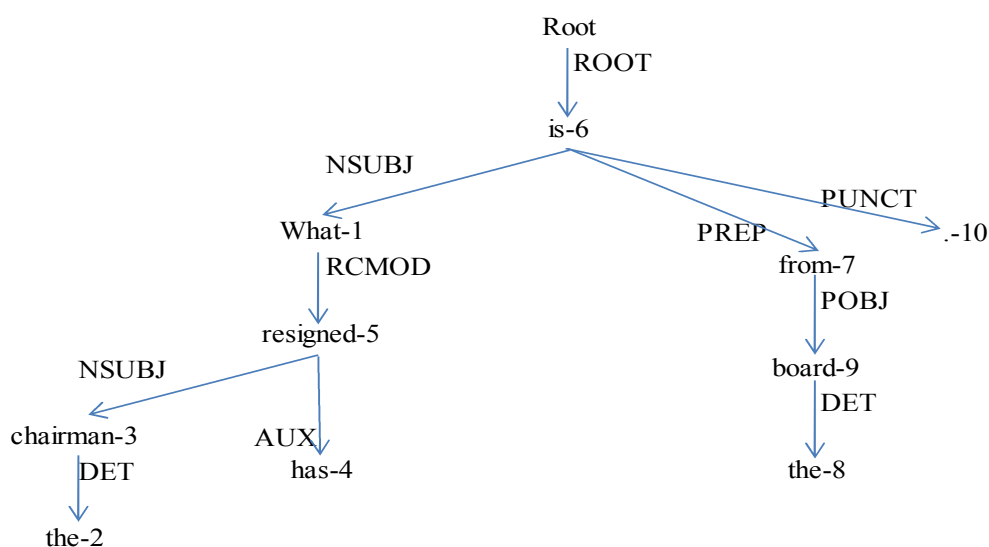 Root
ROOT
is-6
NSUBJ
PUNCT
What-1
PREP
.-10
RCMOD
from-7
POBJ
resigned-5
NSUBJ
board-9
DET
chairman-3
AUX
DET
has-4
the-8
the-2